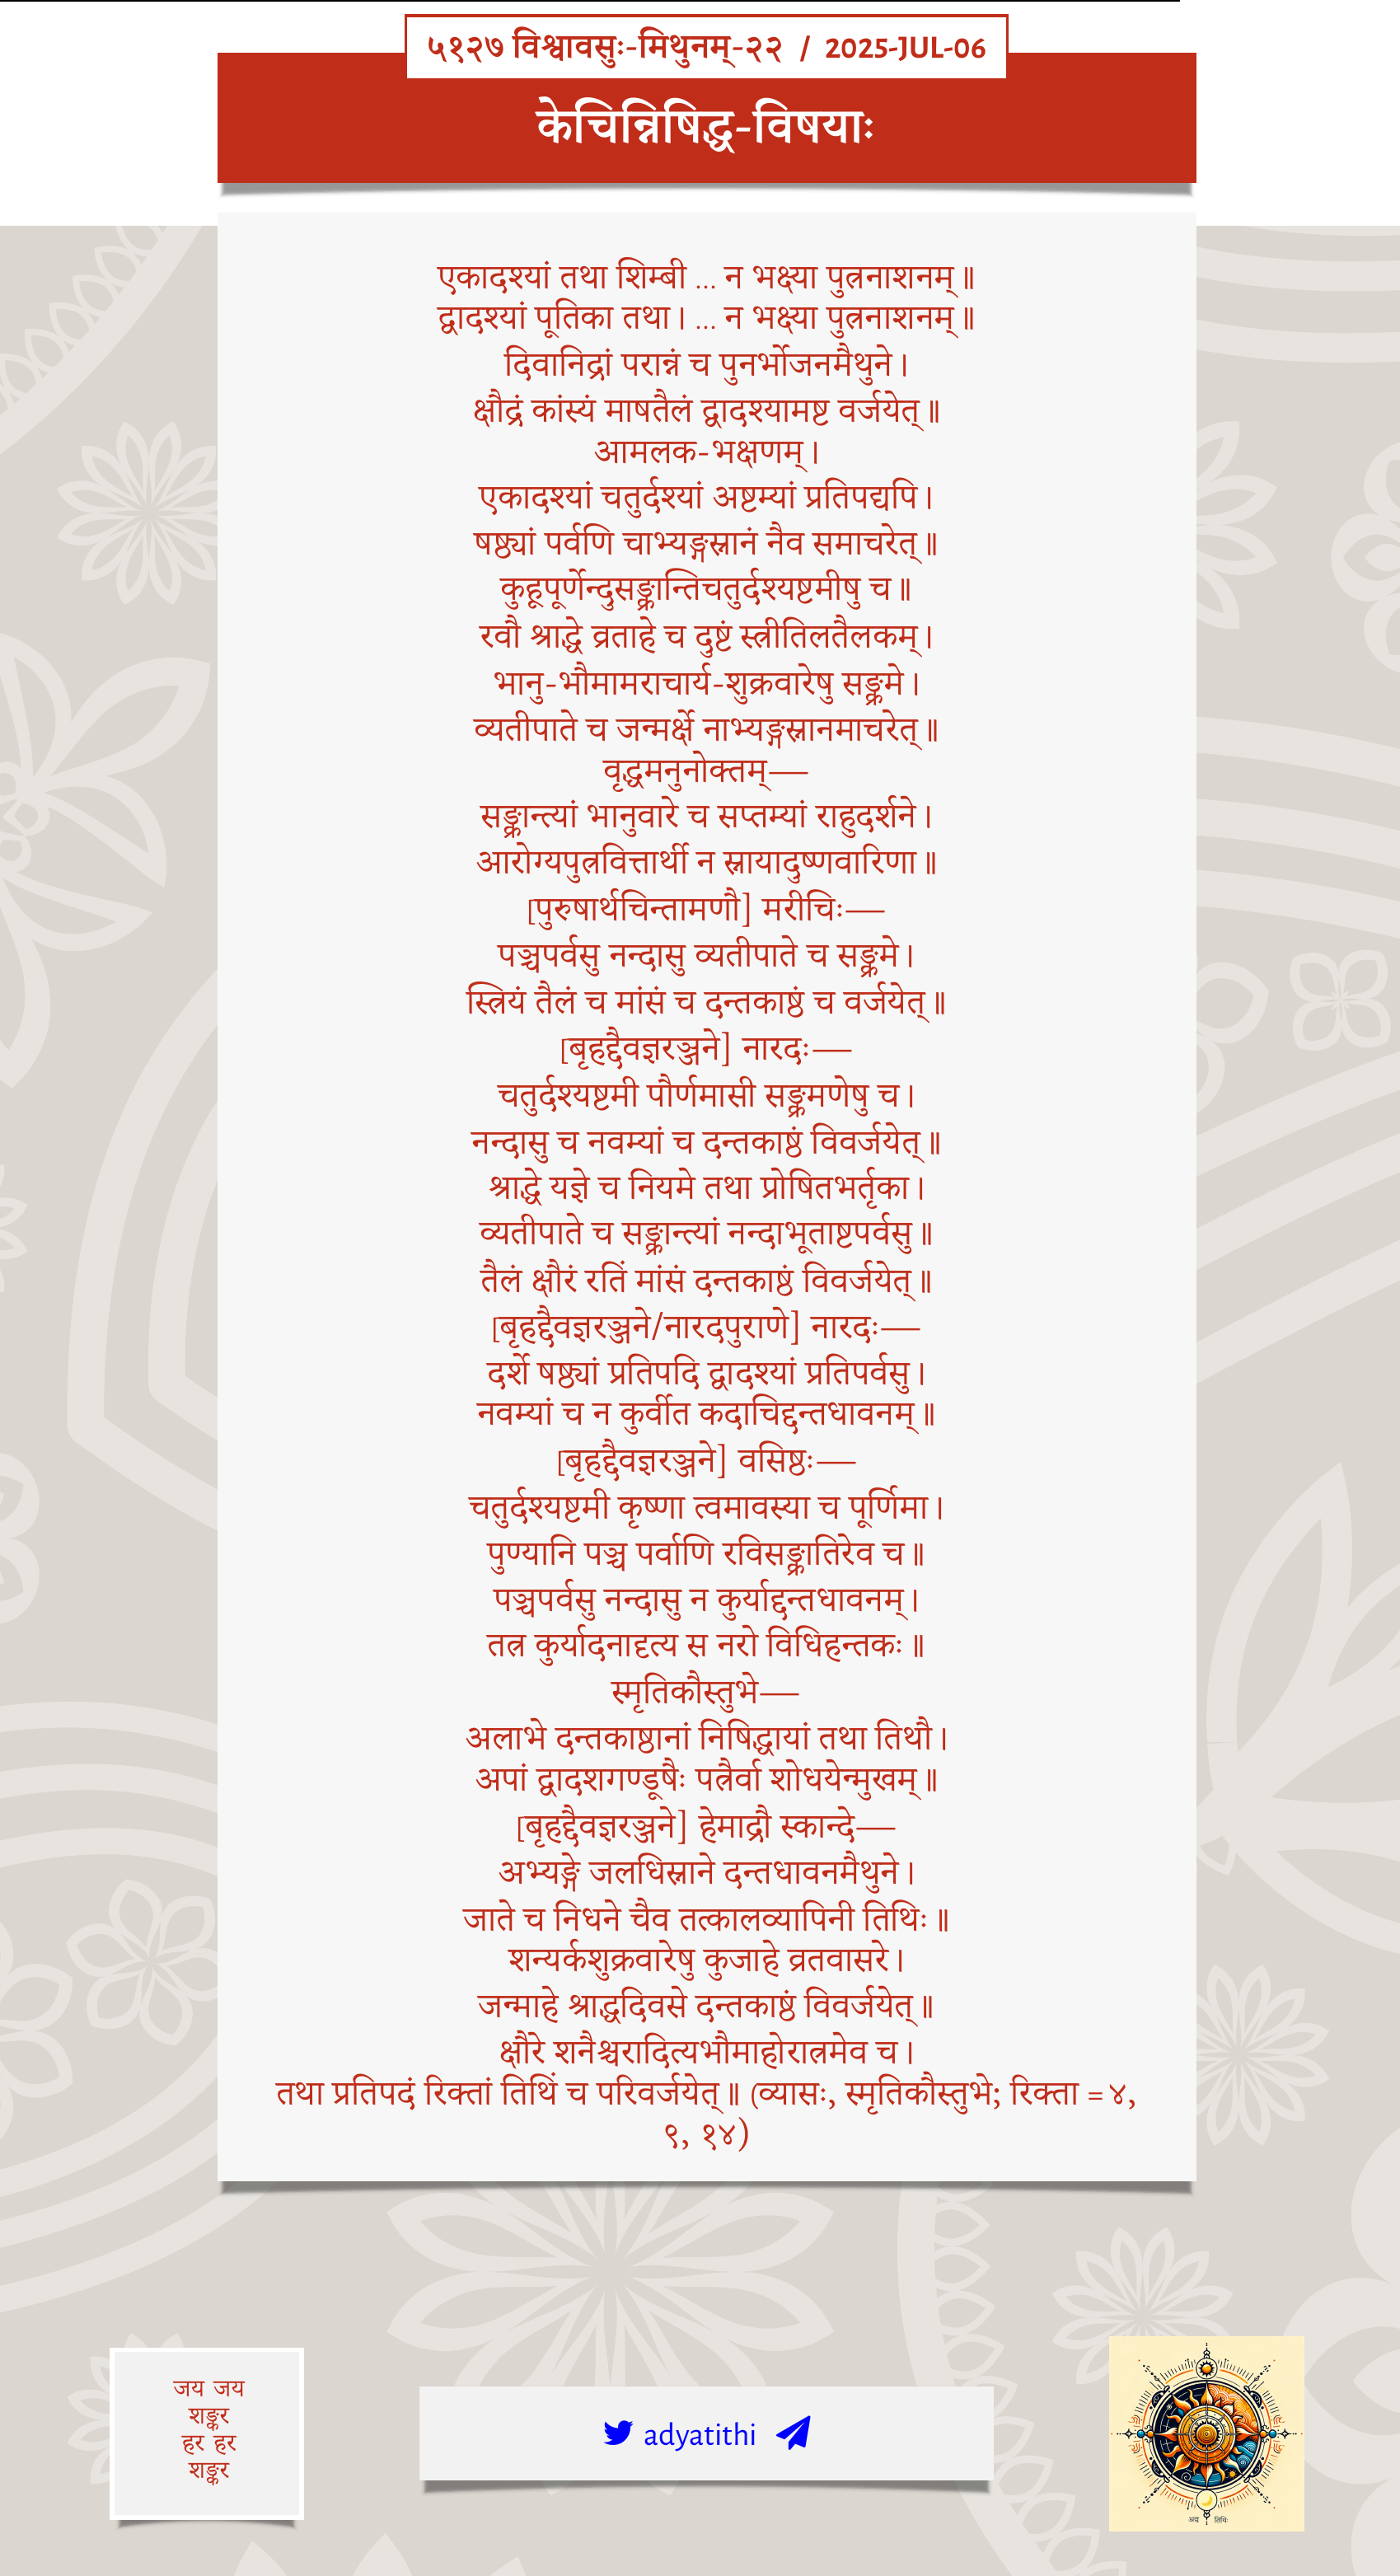 ५१२७ विश्वावसुः-मिथुनम्-२२ / 2025-JUL-06
केचिन्निषिद्ध-विषयाः
एकादश्यां तथा शिम्बी ... न भक्ष्या पुत्रनाशनम्॥
द्वादश्यां पूतिका तथा। ... न भक्ष्या पुत्रनाशनम्॥
दिवानिद्रां परान्नं च पुनर्भोजनमैथुने।
क्षौद्रं कांस्यं माषतैलं द्वादश्यामष्ट वर्जयेत्॥
आमलक-भक्षणम्।
एकादश्यां चतुर्दश्यां अष्टम्यां प्रतिपद्यपि।
षष्ठ्यां पर्वणि चाभ्यङ्गस्नानं नैव समाचरेत्॥
कुहूपूर्णेन्दुसङ्क्रान्तिचतुर्दश्यष्टमीषु च॥
रवौ श्राद्धे व्रताहे च दुष्टं स्त्रीतिलतैलकम्।
भानु-भौमामराचार्य-शुक्रवारेषु सङ्क्रमे।
व्यतीपाते च जन्मर्क्षे नाभ्यङ्गस्नानमाचरेत्॥
वृद्धमनुनोक्तम्—
सङ्क्रान्त्यां भानुवारे च सप्तम्यां राहुदर्शने।
आरोग्यपुत्रवित्तार्थी न स्नायादुष्णवारिणा॥
[पुरुषार्थचिन्तामणौ] मरीचिः—
पञ्चपर्वसु नन्दासु व्यतीपाते च सङ्क्रमे।
स्त्रियं तैलं च मांसं च दन्तकाष्ठं च वर्जयेत्॥
[बृहद्दैवज्ञरञ्जने] नारदः—
चतुर्दश्यष्टमी पौर्णमासी सङ्क्रमणेषु च।
नन्दासु च नवम्यां च दन्तकाष्ठं विवर्जयेत्॥
श्राद्धे यज्ञे च नियमे तथा प्रोषितभर्तृका।
व्यतीपाते च सङ्क्रान्त्यां नन्दाभूताष्टपर्वसु॥
तैलं क्षौरं रतिं मांसं दन्तकाष्ठं विवर्जयेत्॥
[बृहद्दैवज्ञरञ्जने/नारदपुराणे] नारदः—
दर्शे षष्ठ्यां प्रतिपदि द्वादश्यां प्रतिपर्वसु।
नवम्यां च न कुर्वीत कदाचिद्दन्तधावनम्॥
[बृहद्दैवज्ञरञ्जने] वसिष्ठः—
चतुर्दश्यष्टमी कृष्णा त्वमावस्या च पूर्णिमा।
पुण्यानि पञ्च पर्वाणि रविसङ्क्रातिरेव च॥
पञ्चपर्वसु नन्दासु न कुर्याद्दन्तधावनम्।
तत्र कुर्यादनादृत्य स नरो विधिहन्तकः॥
स्मृतिकौस्तुभे—
अलाभे दन्तकाष्ठानां निषिद्धायां तथा तिथौ।
अपां द्वादशगण्डूषैः पत्रैर्वा शोधयेन्मुखम्॥
[बृहद्दैवज्ञरञ्जने] हेमाद्रौ स्कान्दे—
अभ्यङ्गे जलधिस्नाने दन्तधावनमैथुने।
जाते च निधने चैव तत्कालव्यापिनी तिथिः॥
शन्यर्कशुक्रवारेषु कुजाहे व्रतवासरे।
जन्माहे श्राद्धदिवसे दन्तकाष्ठं विवर्जयेत्॥
क्षौरे शनैश्चरादित्यभौमाहोरात्रमेव च।
तथा प्रतिपदं रिक्तां तिथिं च परिवर्जयेत्॥ (व्यासः, स्मृतिकौस्तुभे; रिक्ता =४,
९, १४)
जय जय
शङ्कर
हर हर
शङ्कर
adyatithi
अद्य तिथिः